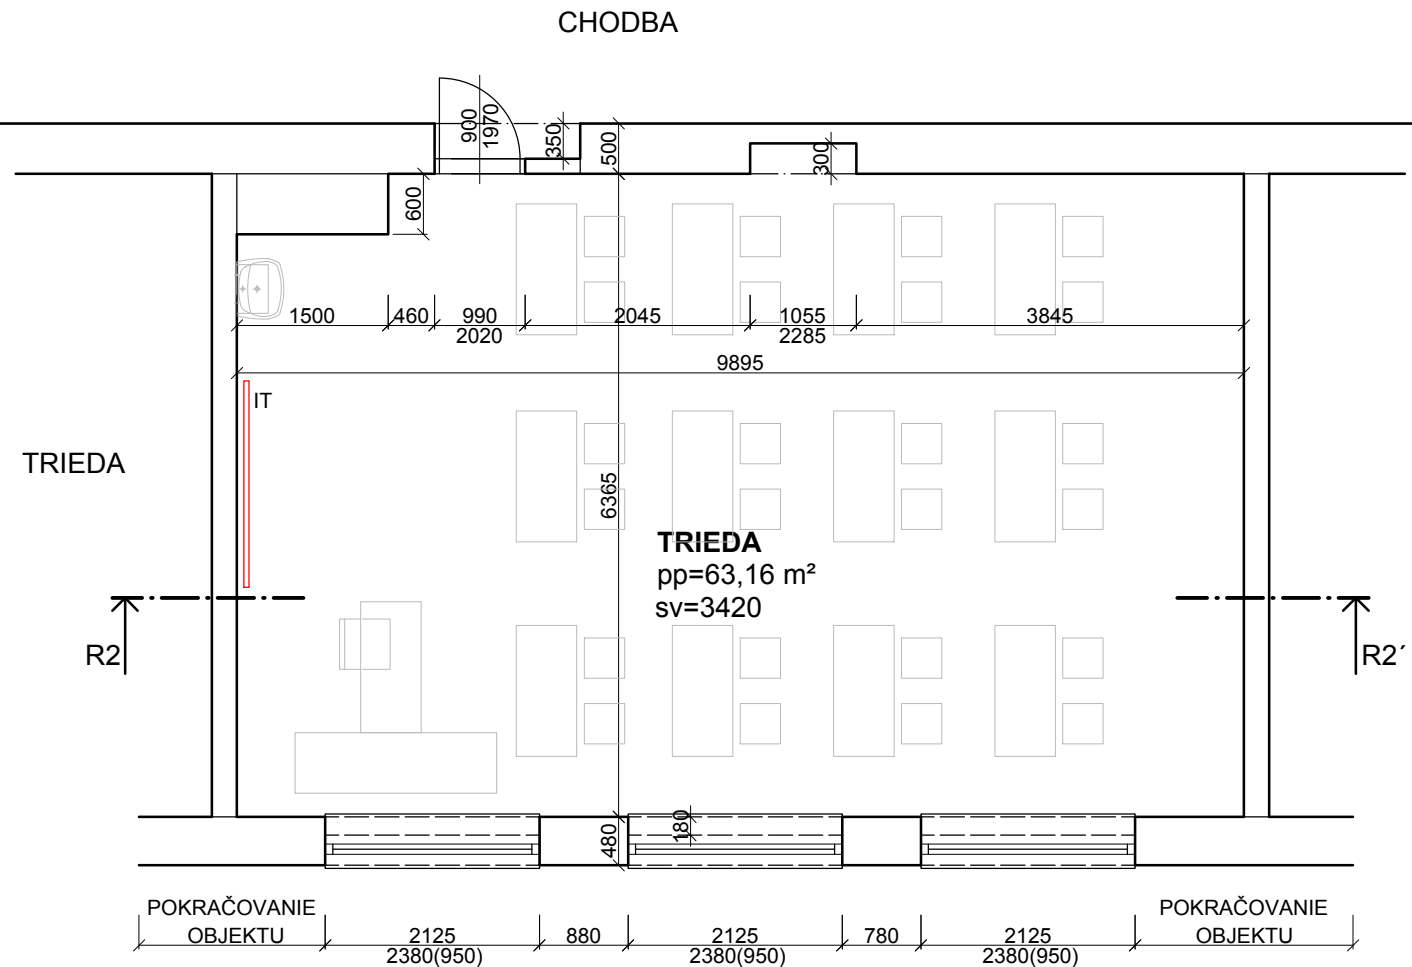 CHODBA
900
1970
350
500
300
600
1500
460
990
2020
2045
1055
2285
3845
9895
IT
TRIEDA
6365
TRIEDA
pp=63,16 m²
sv=3420
R2
R2´
180
480
POKRAČOVANIE
OBJEKTU
2125
2380(950)
880
2125
2380(950)
780
2125
2380(950)
POKRAČOVANIE
OBJEKTU